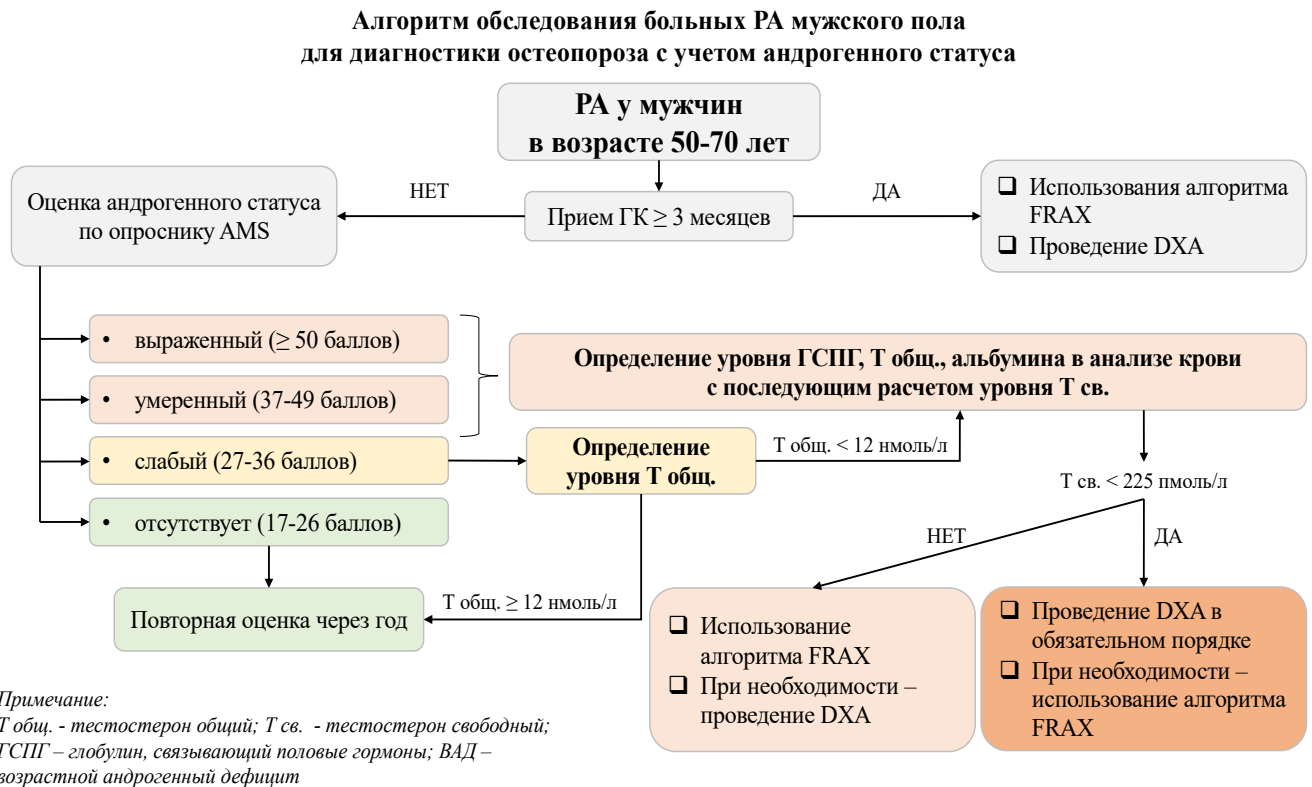 Алгоритм обследования больных РА мужского пола
для диагностики остеопороза с учетом андрогенного статуса
РА у мужчин
в возрасте 50-70 лет
Оценка андрогенного статуса
по опроснику AMS
НЕТ
Прием ГК ≥ 3 месяцев
ДА
❑ Использования алгоритма
FRAX
❑ Проведение DXA
• выраженный (≥ 50 баллов)
• умеренный (37-49 баллов)
• слабый (27-36 баллов)
• отсутствует (17-26 баллов)
Определение уровня ГСПГ, Т общ., альбумина в анализе крови
с последующим расчетом уровня Т св.
Определение
уровня Т общ.
Т общ. < 12 нмоль/л
Т св. < 225 пмоль/л
НЕТ
ДА
Т общ. ≥ 12 нмоль/л
Повторная оценка через год
❑ Использование
алгоритма FRAX
❑ При необходимости –
проведение DXA
❑ Проведение DXA в
обязательном порядке
❑ При необходимости –
использование алгоритма
FRAX
Примечание:
Т общ. - тестостерон общий; Т св. - тестостерон свободный;
ГСПГ – глобулин, связывающий половые гормоны; ВАД –
возрастной андрогенный дефицит